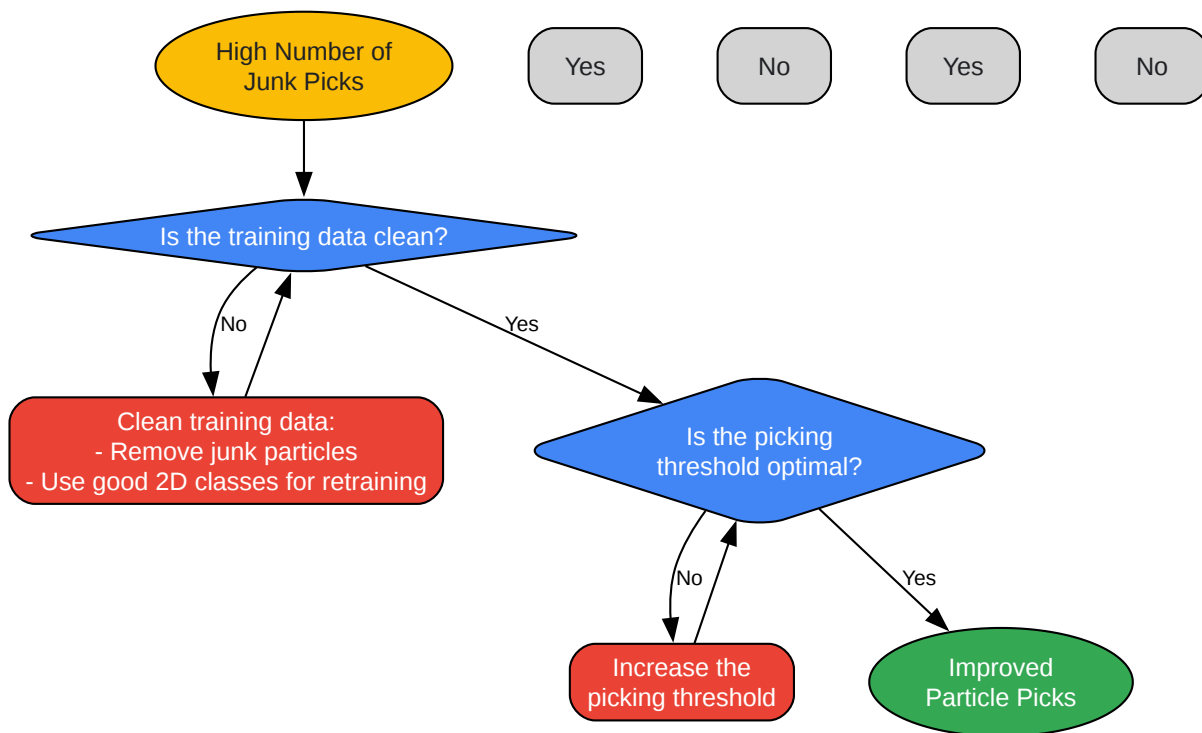 High Number of
Junk Picks
Yes
No
Yes
No
Is the training data clean?
No
Yes
Clean training data:
- Remove junk particles
- Use good 2D classes for retraining
Is the picking
threshold optimal?
No
Yes
Increase the
picking threshold
Improved
Particle Picks